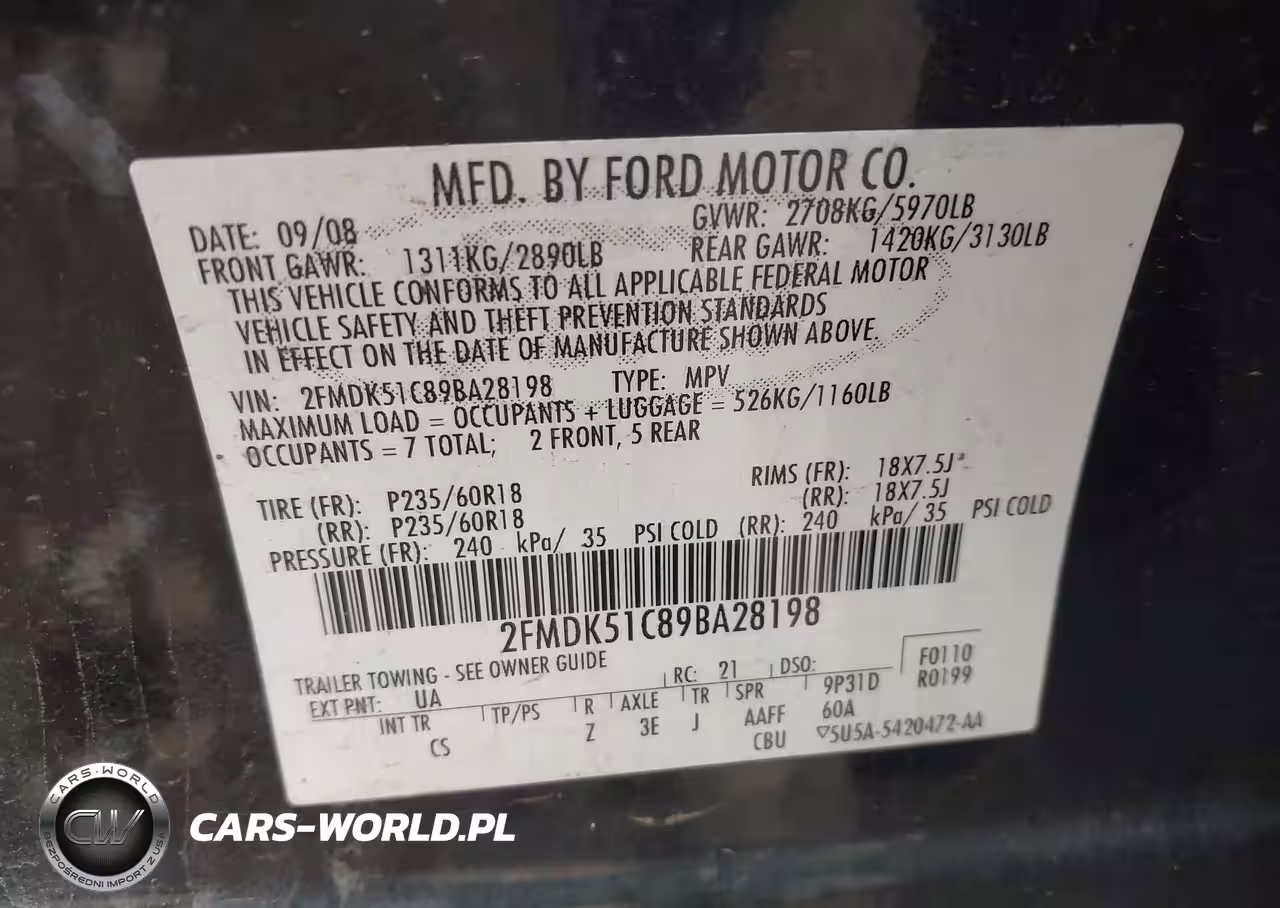 MFD. BY FORD MOTOR CO.
DATE: 09/08 GVWR: 2708KG/5970LB
FRONT GAWR: 1311KG/2890LB REAR GAWR: 1420KG/3130LB
THIS VEHICLE CONFORMS TO ALL APPLICABLE FEDERAL MOTOR
VEHICLE SAFETY AND THEFT PREVENTION STANDARDS
IN EFFECT ON THE DATE OF MANUFACTURE SHOWN ABOVE.
VIN: 2FMDK51C89BA28198 TYPE: MPV
MAXIMUM LOAD = OCCUPANTS + LUGGAGE = 526KG/1160LB
OCCUPANTS = 7 TOTAL; 2 FRONT, 5 REAR
TIRE (FR): P235/60R18 RIMS (FR): 18X7.5J
(RR): P235/60R18 (RR): 18X7.5J
PRESSURE (FR): 240 kPa/ 35 PSI COLD (RR): 240 kPa/ 35 PSI COLD
2FMDK51C89BA28198
TRAILER TOWING - SEE OWNER GUIDE
EXT PNT: UA RC: 21 DSO: F0110
INT TR TP/PS R AXLE TR SPR 9P31D R0199
CS Z 3E J AAFF 60A
CBU ▽5U5A-5420472-AA
CARS-WORLD
CW
BEZPOŚREDNI IMPORT Z USA
CARS-WORLD.PL